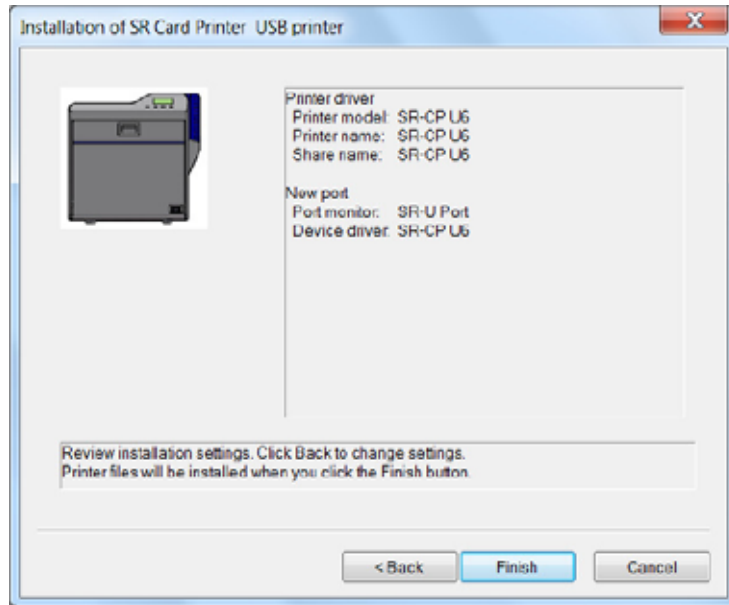 Installation of SR Card Printer USB printer
Printer driver
Printer model: SR-CP U6
Printer name: SR-CP U6
Share name: SR-CP U6
New port
Port monitor: SR-U Port
Device driver: SR-CP U6
Review installation settings. Click Back to change settings.
Printer files will be installed when you click the Finish button.
< Back
Finish
Cancel